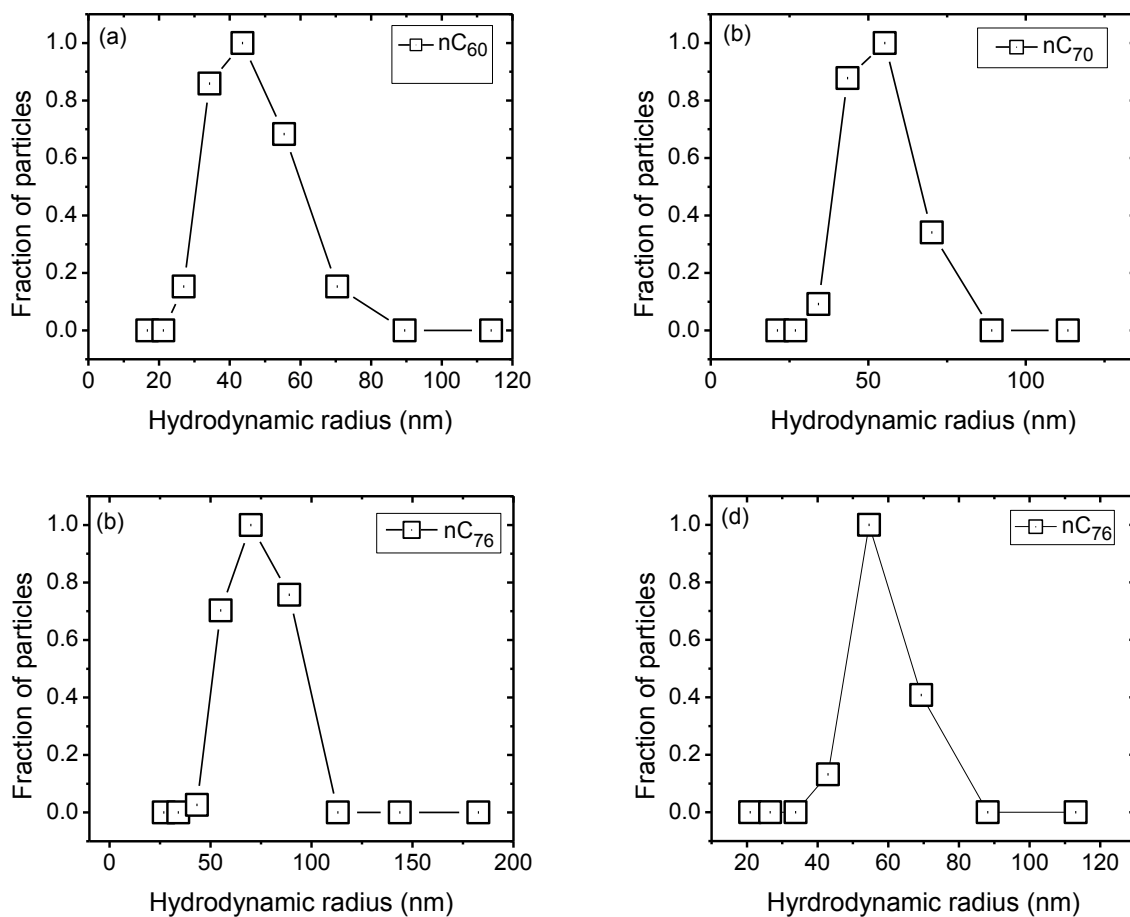 (a)
nC60
1.0
0.8
0.6
0.4
0.2
0.0
Fraction of particles
0 20 40 60 80 100 120
Hydrodynamic radius (nm)
(b)
nC70
1.0
0.8
0.6
0.4
0.2
0.0
Fraction of particles
0 50 100
Hydrodynamic radius (nm)
(b)
nC76
1.0
0.8
0.6
0.4
0.2
0.0
Fraction of particles
0 50 100 150 200
Hydrodynamic radius (nm)
(d)
nC76
1.0
0.8
0.6
0.4
0.2
0.0
Fraction of particles
20 40 60 80 100 120
Hyrdrodynamic radius (nm)